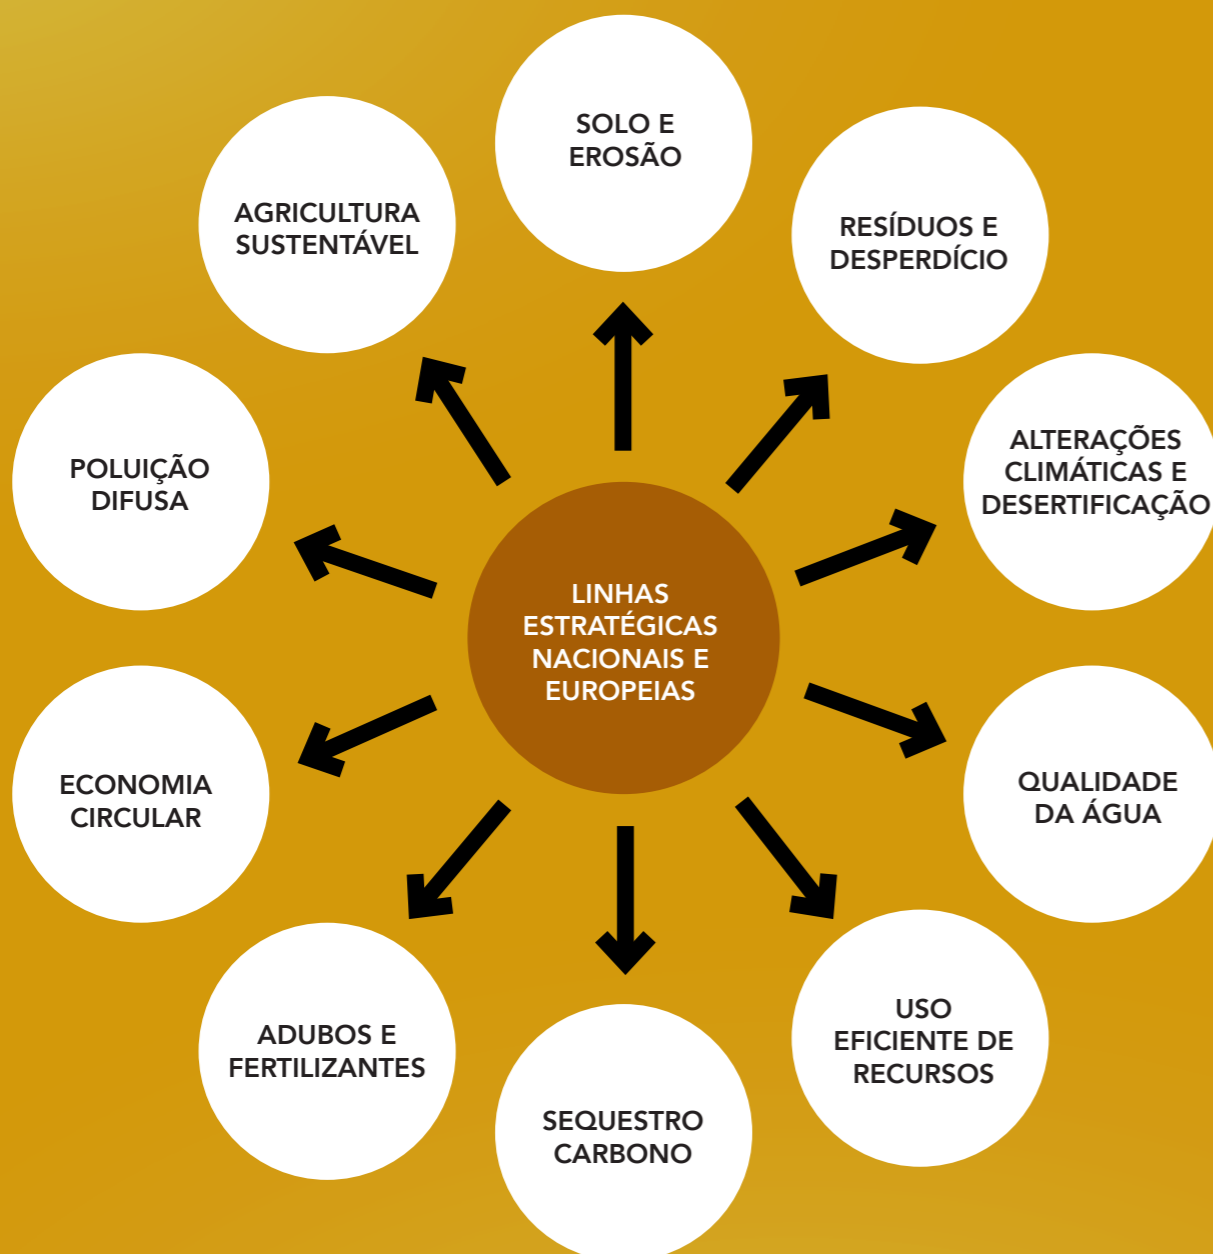 SOLO E
EROSÃO
RESÍDUOS E
DESPERDÍCIO
ALTERAÇÕES
CLIMÁTICAS E
DESERTIFICAÇÃO
QUALIDADE
DA ÁGUA
USO
EFICIENTE DE
RECURSOS
SEQUESTRO
CARBONO
ADUBOS E
FERTILIZANTES
ECONOMIA
CIRCULAR
POLUIÇÃO
DIFUSA
AGRICULTURA
SUSTENTÁVEL
LINHAS
ESTRATÉGICAS
NACIONAIS E
EUROPEIAS